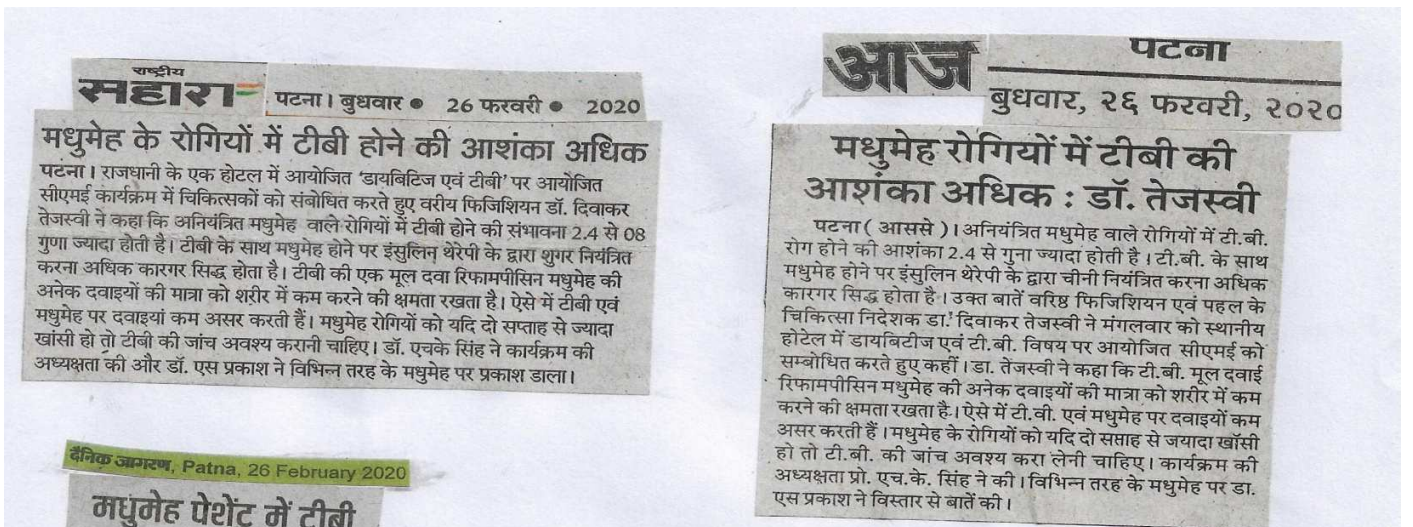 राष्ट्रीय
सहारा
पटना। बुधवार ● 26 फरवरी ● 2020
मधुमेह के रोगियों में टीबी होने की आशंका अधिक
पटना। राजधानी के एक होटल में आयोजित 'डायबिटिज एवं टीबी' पर आयोजित
सीएमई कार्यक्रम में चिकित्सकों को संबोधित करते हुए वरीय फिजिशियन डॉ. दिवाकर
तेजस्वी ने कहा कि अनियंत्रित मधुमेह वाले रोगियों में टीबी होने की संभावना 2.4 से 08
गुणा ज्यादा होती है। टीबी के साथ मधुमेह होने पर इंसुलिन थेरेपी के द्वारा शुगर नियंत्रित
करना अधिक कारगर सिद्ध होता है। टीबी की एक मूल दवा रिफामपीसिन मधुमेह की
अनेक दवाइयों की मात्रा को शरीर में कम करने की क्षमता रखता है। ऐसे में टीबी एवं
मधुमेह पर दवाइयां कम असर करती हैं। मधुमेह रोगियों को यदि दो सप्ताह से ज्यादा
खांसी हो तो टीबी की जांच अवश्य करानी चाहिए। डॉ. एचके सिंह ने कार्यक्रम की
अध्यक्षता की और डॉ. एस प्रकाश ने विभिन्न तरह के मधुमेह पर प्रकाश डाला।
दैनिक जागरण, Patna, 26 February 2020
मधुमेह पेशेंट में टीबी
आज
पटना
बुधवार, २६ फरवरी, २०२०
मधुमेह रोगियों में टीबी की
आशंका अधिक : डॉ. तेजस्वी
पटना ( आससे )। अनियंत्रित मधुमेह वाले रोगियों में टी.बी.
रोग होने की आशंका 2.4 से गुना ज्यादा होती है। टी.बी. के साथ
मधुमेह होने पर इंसुलिन थेरेपी के द्वारा चीनी नियंत्रित करना अधिक
कारगर सिद्ध होता है। उक्त बातें वरिष्ठ फिजिशियन एवं पहल के
चिकित्सा निदेशक डा. दिवाकर तेजस्वी ने मंगलवार को स्थानीय
होटेल में डायबिटीज एवं टी.बी. विषय पर आयोजित सीएमई को
सम्बोधित करते हुए कहीं। डा. तेजस्वी ने कहा कि टी.बी. मूल दवाई
रिफामपीसिन मधुमेह की अनेक दवाइयों की मात्रा को शरीर में कम
करने की क्षमता रखता है। ऐसे में टी.वी. एवं मधुमेह पर दवाइयों कम
असर करती हैं। मधुमेह के रोगियों को यदि दो सप्ताह से जयादा खॉसी
हो तो टी.बी. की जांच अवश्य करा लेनी चाहिए। कार्यक्रम की
अध्यक्षता प्रो. एच.के. सिंह ने की। विभिन्न तरह के मधुमेह पर डा.
एस प्रकाश ने विस्तार से बातें की।